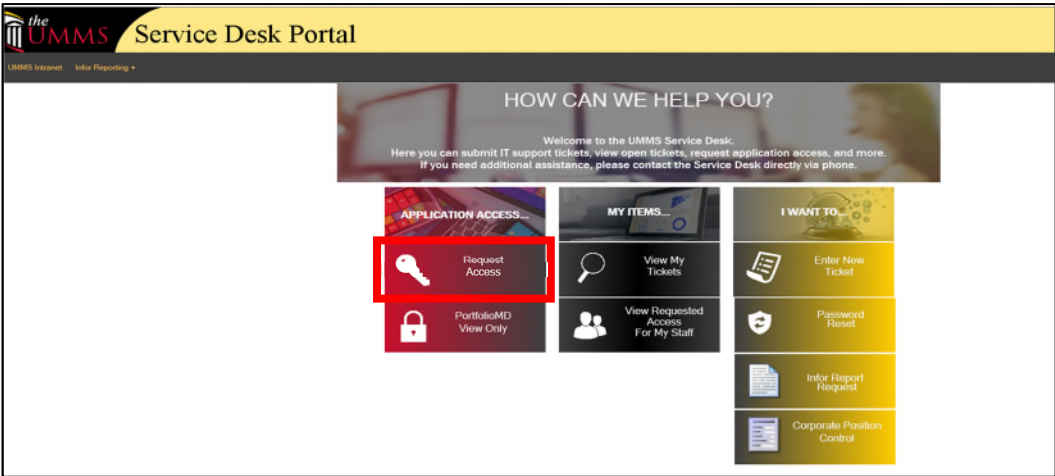 the
UMMS
Service Desk Portal
UMMS Intranet Infor Reporting
HOW CAN WE HELP YOU?
Welcome to the UMMS Service Desk.
Here you can submit IT support tickets, view open tickets, request application access, and more.
If you need additional assistance, please contact the Service Desk directly via phone.
APPLICATION ACCESS...
Request
Access
PortfolioMD
View Only
MY ITEMS...
View My
Tickets
View Requested
Access
For My Staff
I WANT TO...
Enter New
Ticket
Password
Reset
Infor Report
Request
Corporate Position
Control